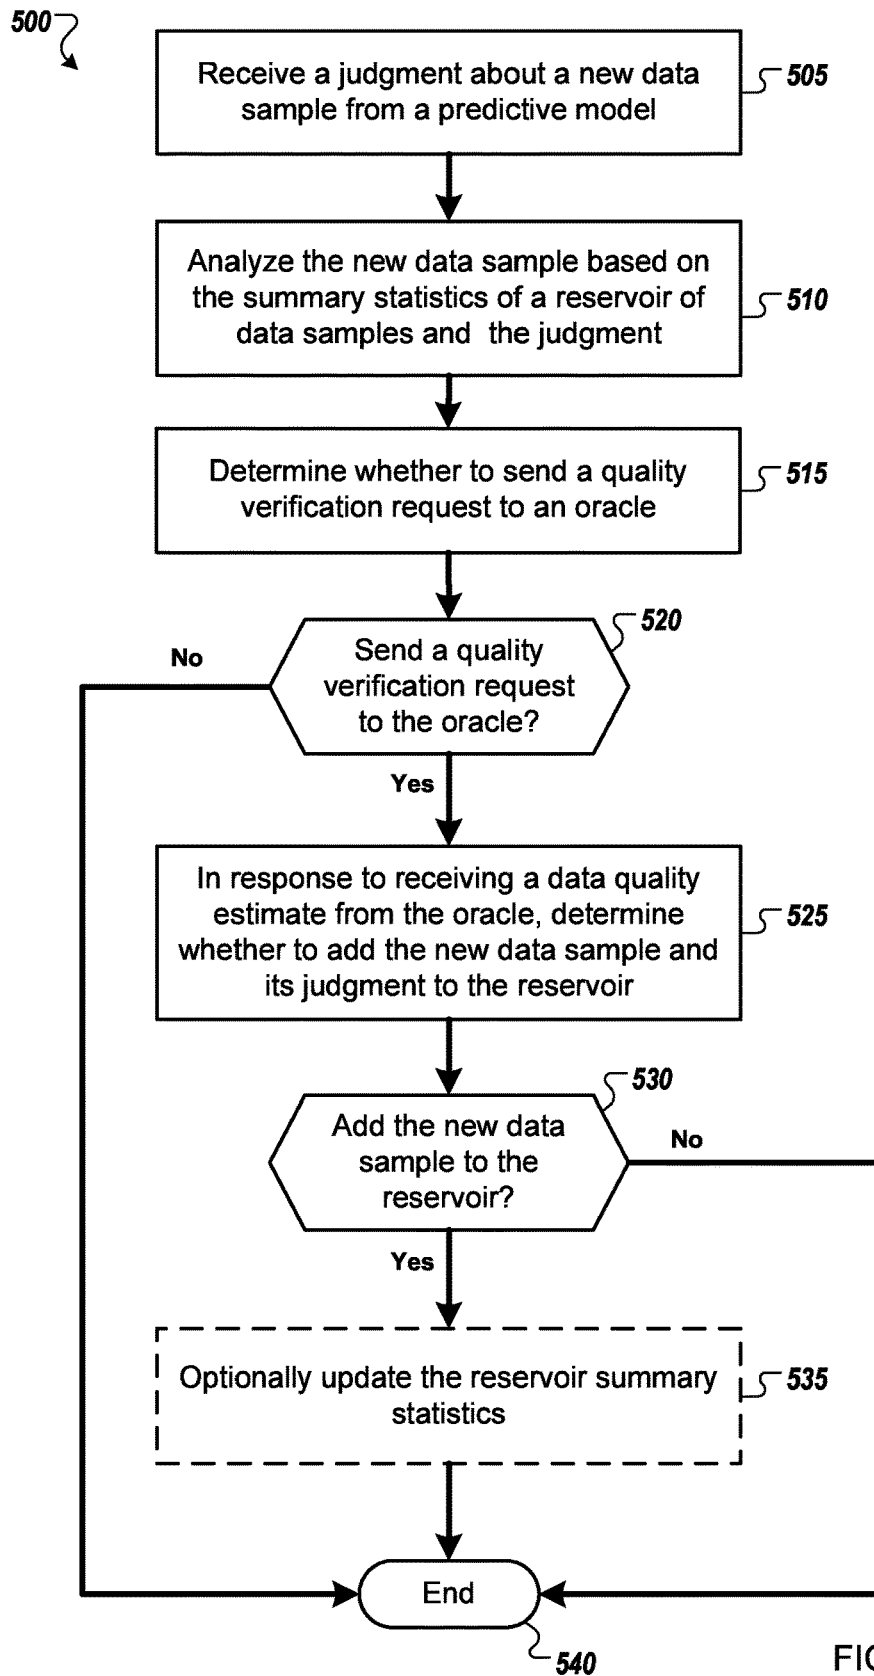 500
Receive a judgment about a new data
sample from a predictive model
505
Analyze the new data sample based on
the summary statistics of a reservoir of
data samples and the judgment
510
Determine whether to send a quality
verification request to an oracle
515
520
No
Send a quality
verification request
to the oracle?
Yes
In response to receiving a data quality
estimate from the oracle, determine
whether to add the new data sample and
its judgment to the reservoir
525
530
Add the new data
sample to the
reservoir?
No
Yes
Optionally update the reservoir summary
statistics
535
End
540
FIG